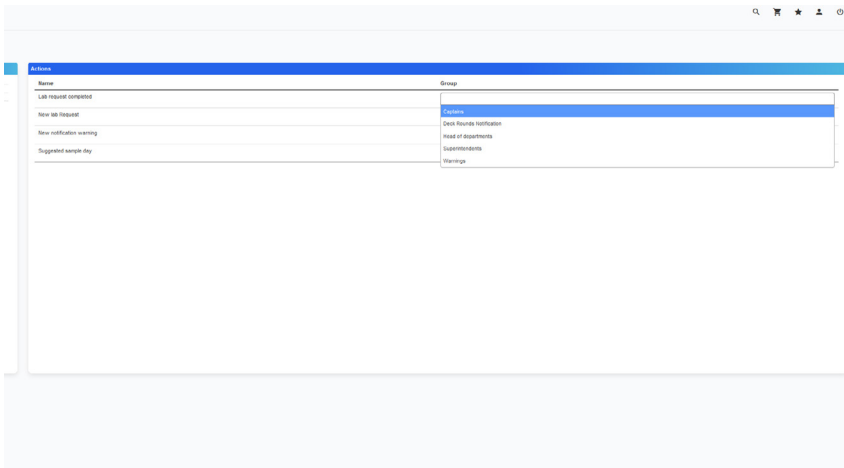 Actions
Name Group
Lab request completed
New lab Request
New notification warning
Suggested sample day
Captains
Deck Rounds Notification
Head of departments
Superintendents
Warnings